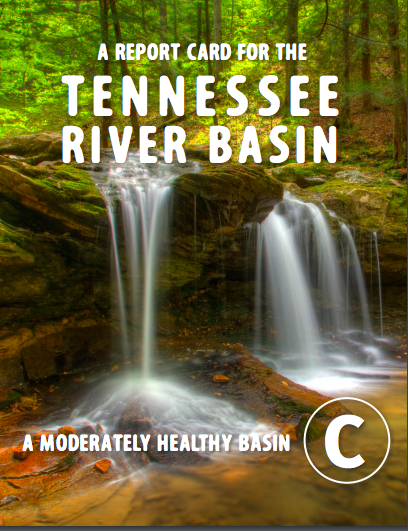 A REPORT CARD FOR THE
TENNESSEE
RIVER BASIN
A MODERATELY HEALTHY BASIN
C